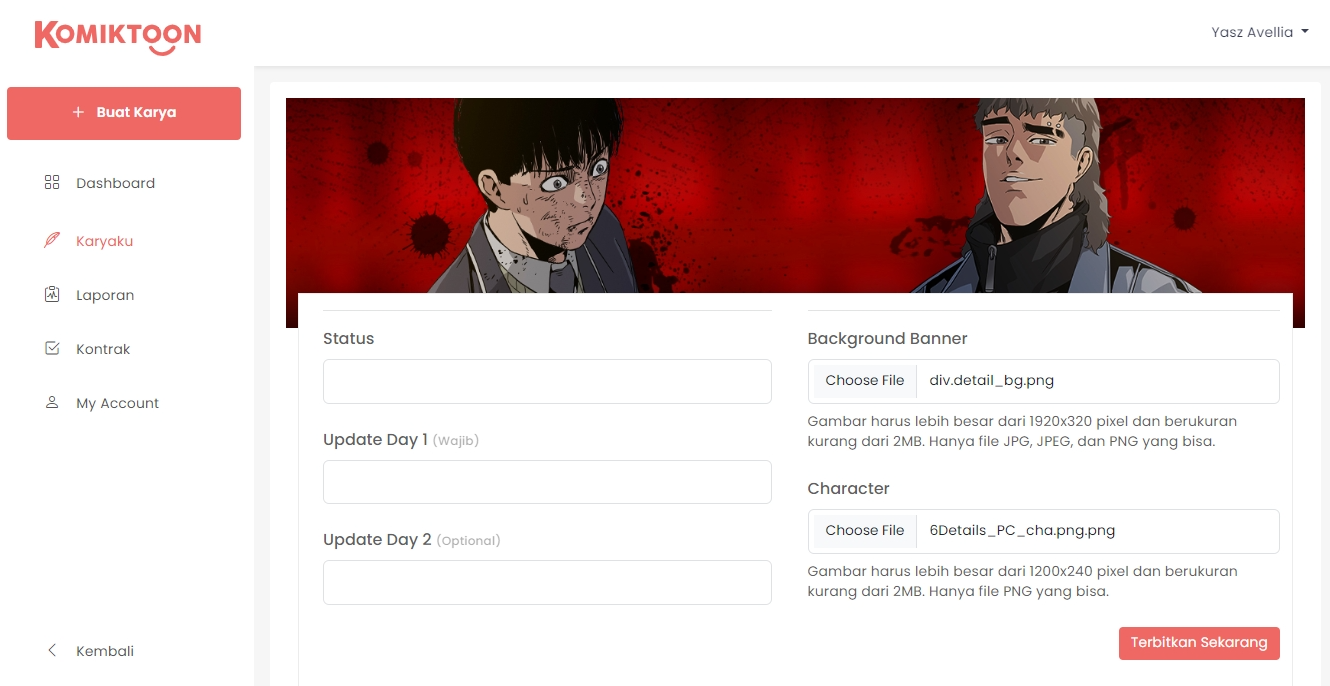 KOMIKTOON
Yasz Avellia
+ Buat Karya
Dashboard
Karyaku
Laporan
Kontrak
My Account
Kembali
Status
Update Day 1 (Wajib)
Update Day 2 (Optional)
Background Banner
Choose File div.detail_bg.png
Gambar harus lebih besar dari 1920x320 pixel dan berukuran
kurang dari 2MB. Hanya file JPG, JPEG, dan PNG yang bisa.
Character
Choose File 6Details_PC_cha.png.png
Gambar harus lebih besar dari 1200x240 pixel dan berukuran
kurang dari 2MB. Hanya file PNG yang bisa.
Terbitkan Sekarang